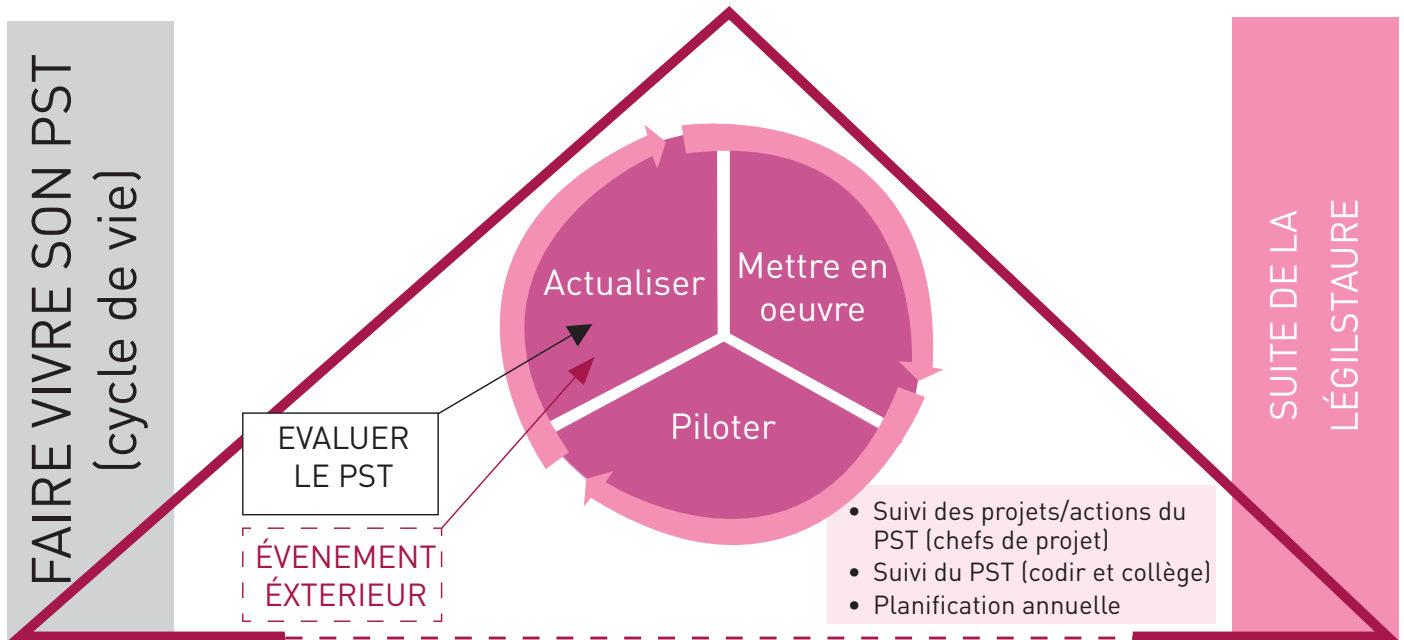 FAIRE VIVRE SON PST
(cycle de vie)
Actualiser
Mettre en
oeuvre
Piloter
EVALUER
LE PST
ÉVENEMENT
ÉXTERIEUR
• Suivi des projets/actions du
PST (chefs de projet)
• Suivi du PST (codir et collège)
• Planification annuelle
SUITE DE LA
LÉGILSTAURE